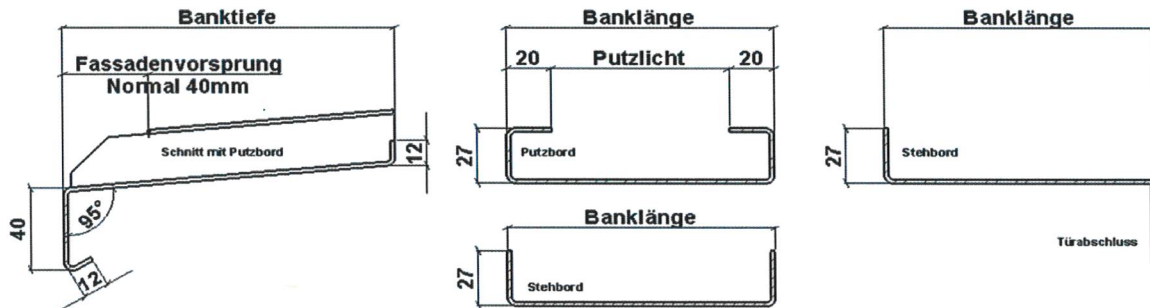 Banktiefe
Fassadenvorsprung
Normal 40mm
Schnitt mit Putzbord
12
40
95°
12
Banklänge
20
Putzlicht
20
27
Putzbord
Banklänge
27
Stehbord
Banklänge
27
Stehbord
Türabschluss